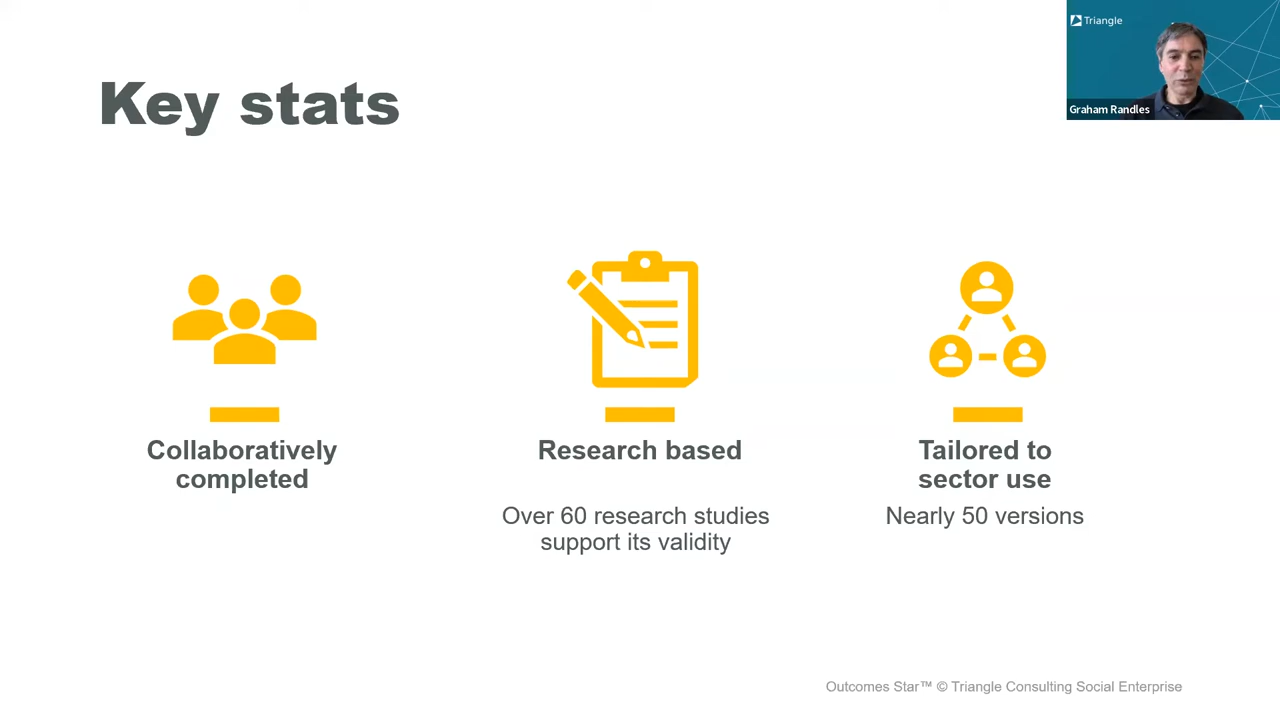 Triangle
Key stats
Graham Randles
Collaboratively
completed
Research based
Over 60 research studies
support its validity
Tailored to
sector use
Nearly 50 versions
Outcomes Star™ © Triangle Consulting Social Enterprise